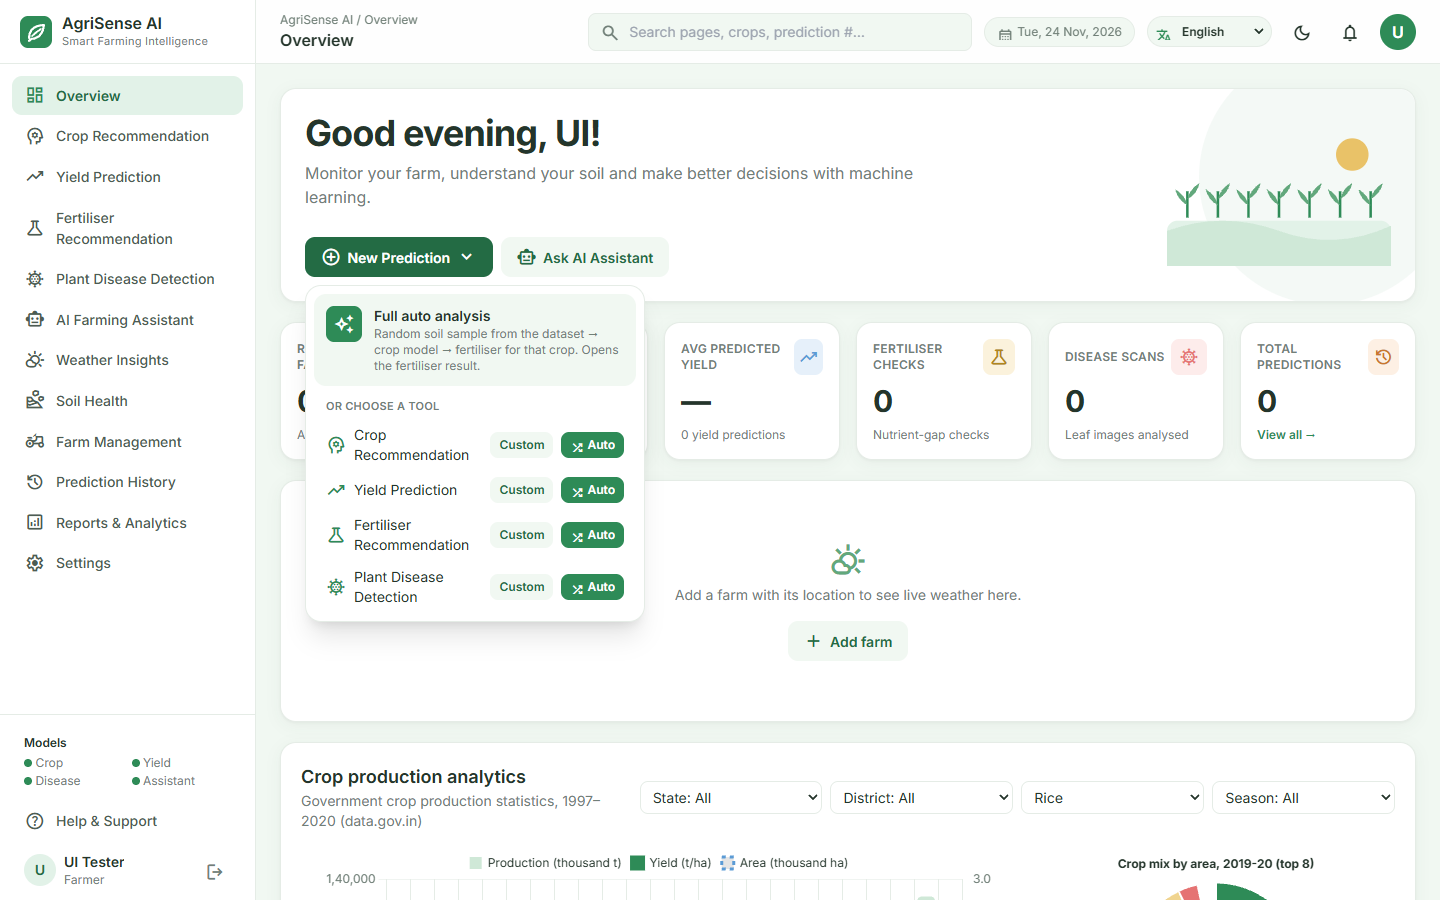 AgriSense AI
Smart Farming Intelligence
AgriSense AI / Overview
Overview
Search pages, crops, prediction #...
Tue, 24 Nov, 2026
English
U
Overview
Crop Recommendation
Yield Prediction
Fertiliser
Recommendation
Plant Disease Detection
AI Farming Assistant
Weather Insights
Soil Health
Farm Management
Prediction History
Reports & Analytics
Settings
Models
Crop
Yield
Disease
Assistant
Help & Support
U
UI Tester
Farmer
Good evening, UI!
Monitor your farm, understand your soil and make better decisions with machine
learning.
New Prediction
Ask AI Assistant
Full auto analysis
Random soil sample from the dataset →
crop model → fertiliser for that crop. Opens
the fertiliser result.
OR CHOOSE A TOOL
Crop
Recommendation
Custom
Auto
Yield Prediction
Custom
Auto
Fertiliser
Recommendation
Custom
Auto
Plant Disease
Detection
Custom
Auto
AVG PREDICTED
YIELD
—
0 yield predictions
FERTILISER
CHECKS
0
Nutrient-gap checks
DISEASE SCANS
0
Leaf images analysed
TOTAL
PREDICTIONS
0
View all →
Add a farm with its location to see live weather here.
Add farm
Crop production analytics
Government crop production statistics, 1997–
2020 (data.gov.in)
State: All
District: All
Rice
Season: All
Production (thousand t)
Yield (t/ha)
Area (thousand ha)
1,40,000
3.0
Crop mix by area, 2019-20 (top 8)